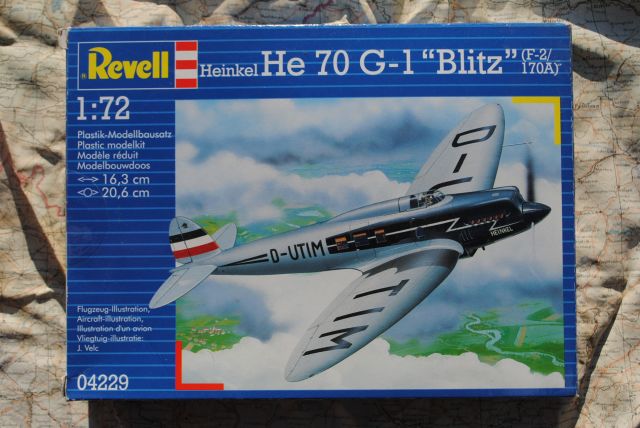 Revell
Heinkel He 70 G-1 "Blitz" (F-2/
170A)
1:72
Plastik-Modellbausatz
Plastic modelkit
Modèle réduit
Modelbouwdoos
16,3 cm
20,6 cm
D-I
HEINKEL
D-UTIM
TIM
Flugzeug-Illustration,
Aircraft-illustration,
Illustration d'un avion
Vliegtuig-illustratie:
J. Velc
04229